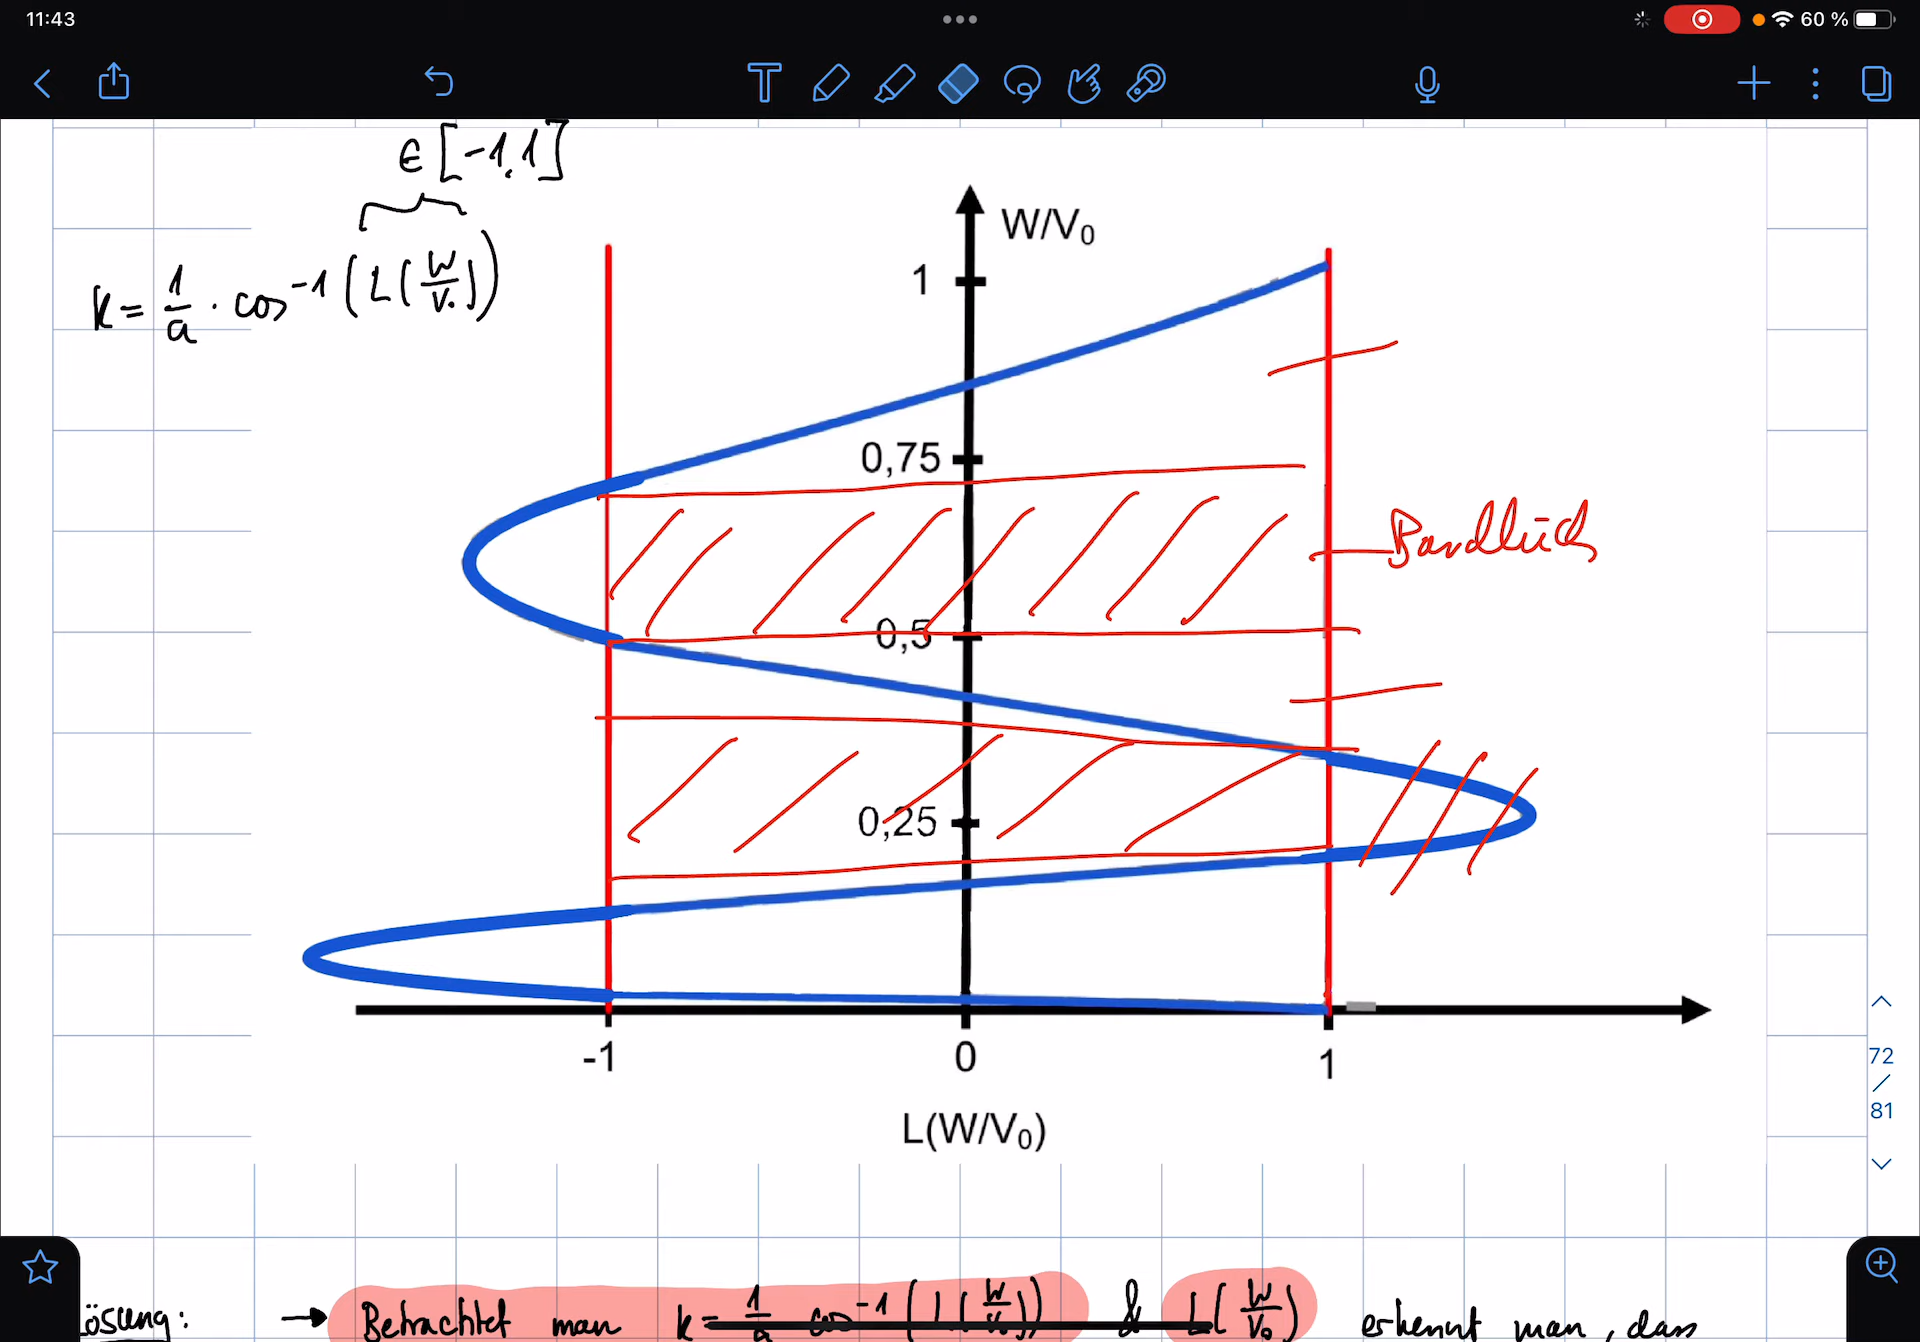 11:43
60 %
∈ [-1,1]
k = 1/a · cos⁻¹ (L(W/V₀))
W/V₀
1
0,75
Bandlück
0,5
0,25
-1
0
1
L(W/V₀)
72
/
81
ösung: → Betrachtet man k = 1/a cos⁻¹ (L(W/V₀)) & L(W/V₀) erkennt man, dass